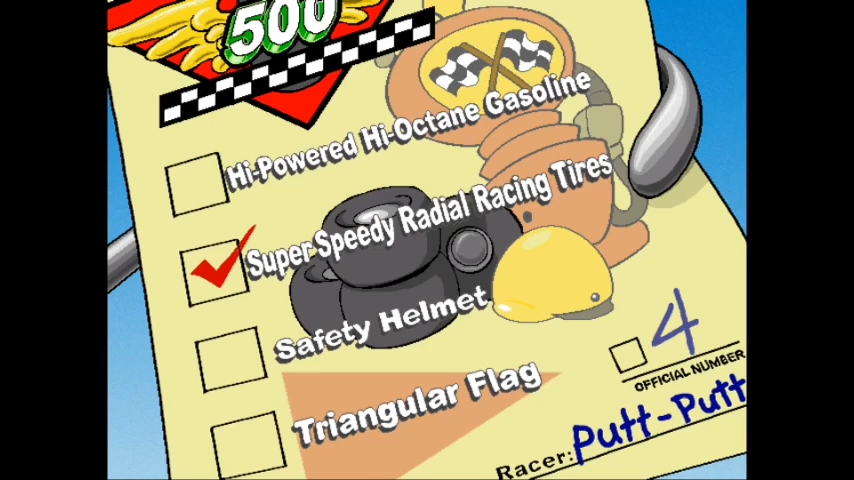 500
Hi-Powered Hi-Octane Gasoline
Super Speedy Radial Racing Tires
Safety Helmet
Triangular Flag
4
OFFICIAL NUMBER
Racer: Putt-Putt